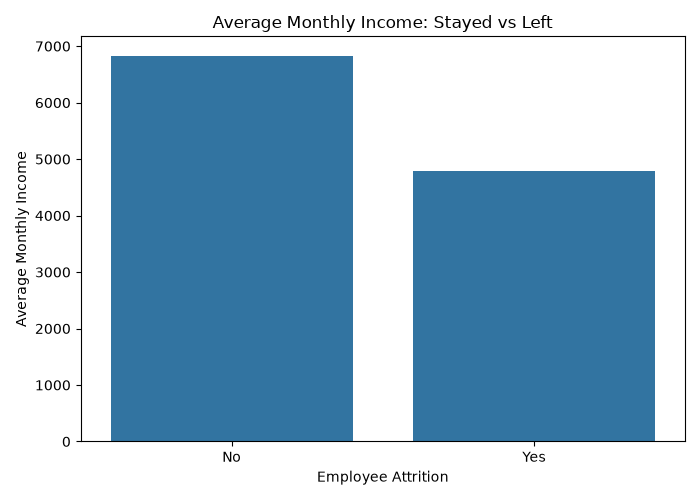 Average Monthly Income: Stayed vs Left
Average Monthly Income
7000
6000
5000
4000
3000
2000
1000
0
No
Yes
Employee Attrition